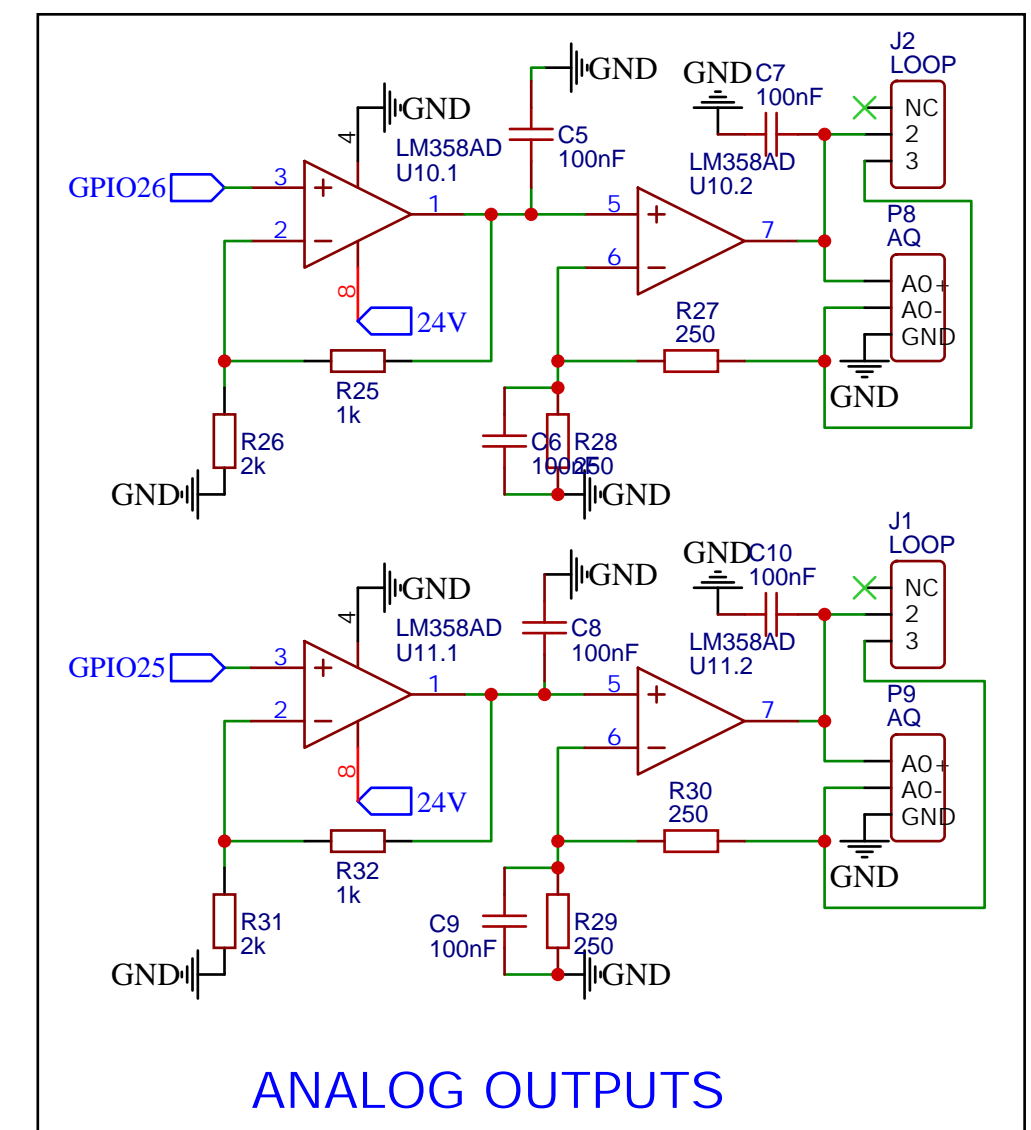 J2
LOOP
NC
2
3
GND
GND
C7
100nF
GND
4
LM358AD
U10.1
C5
100nF
LM358AD
U10.2
GPIO26
3
1
2
8
24V
5
6
7
P8
AQ
A0+
A0-
GND
GND
R27
250
R25
1k
R26
2k
GND
C6
100nF
R28
250
GND
J1
LOOP
NC
2
3
GND
GND
C10
100nF
GND
4
LM358AD
U11.1
C8
100nF
LM358AD
U11.2
GPIO25
3
1
2
8
24V
5
6
7
P9
AQ
A0+
A0-
GND
GND
R30
250
R32
1k
R31
2k
GND
C9
100nF
R29
250
GND
ANALOG OUTPUTS